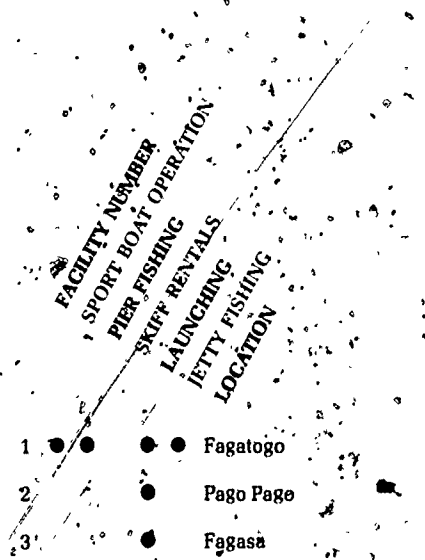 FACILITY NUMBER
SPORT BOAT OPERATION
PIER FISHING
SKIFF RENTALS
LAUNCHING
JETTY FISHING
LOCATION
1 ● ● ● ● Fagatogo
2 ● Pago Pago
3 ● Fagasa